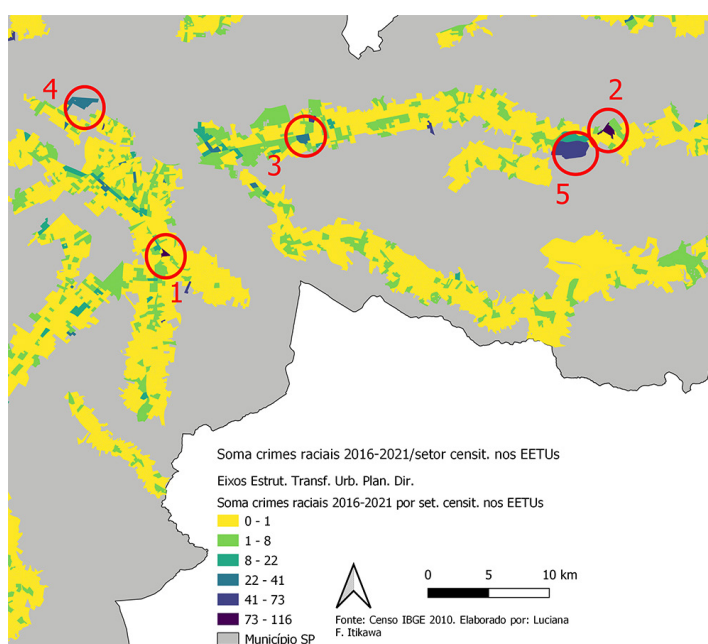 4
2
3
5
1
Soma crimes raciais 2016-2021/setor censit. nos EETUs
Eixos Estrut. Transf. Urb. Plan. Dir.
Soma crimes raciais 2016-2021 por set. censit. nos EETUs
0 - 1
1 - 8
8 - 22
22 - 41
41 - 73
73 - 116
Município SP
0 5 10 km
Fonte: Censo IBGE 2010. Elaborado por: Luciana
F. Itikawa